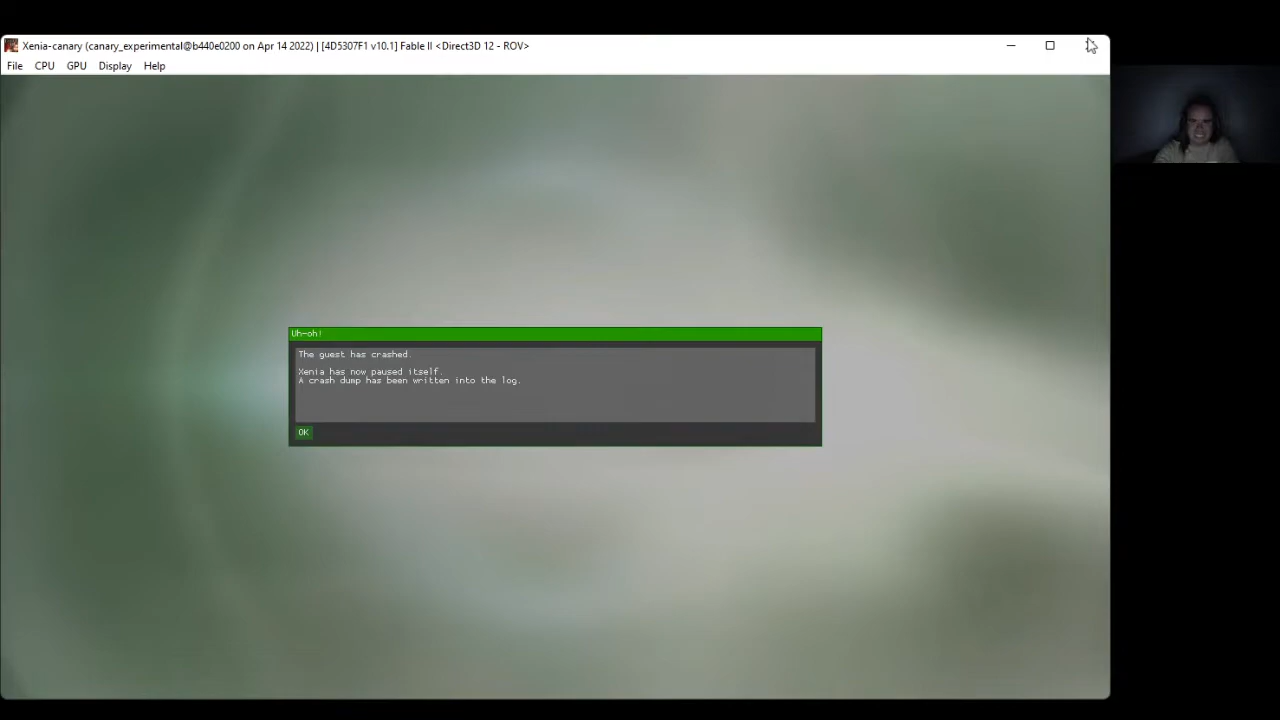 Xenia-canary (canary_experimental@b440e0200 on Apr 14 2022) | [4D5307F1 v10.1] Fable II <Direct3D 12 - ROV>
File CPU GPU Display Help
Uh-oh!
The guest has crashed.
Xenia has now paused itself.
A crash dump has been written into the log.
OK